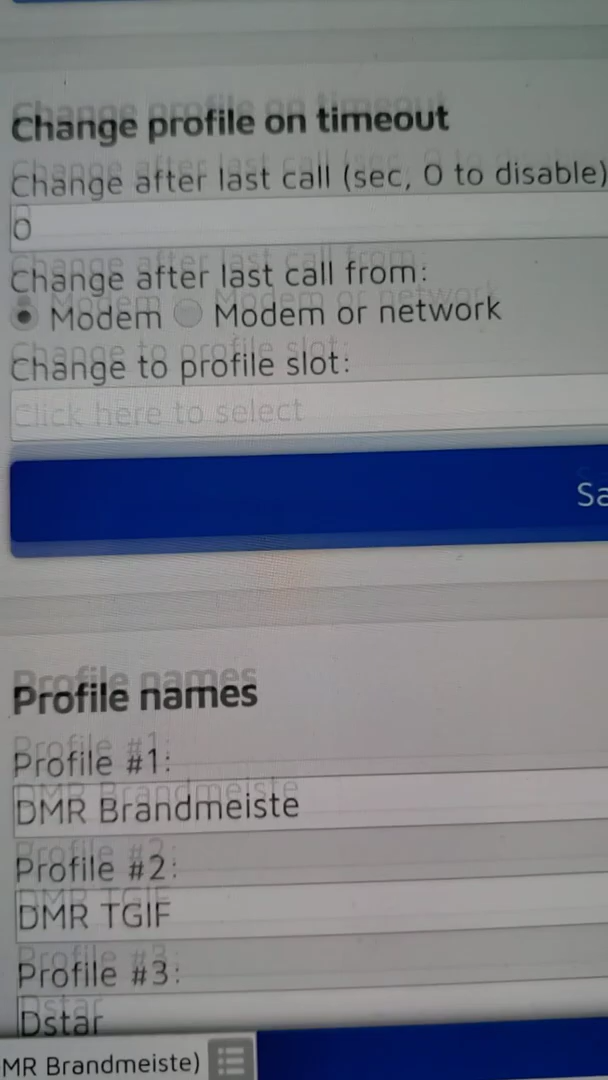 Change profile on timeout
Change after last call (sec, 0 to disable)
0
Change after last call from:
Modem Modem or network
Change to profile slot:
Click here to select
Sa
Profile names
Profile #1:
DMR Brandmeiste
Profile #2:
DMR TGIF
Profile #3:
Dstar
MR Brandmeiste)